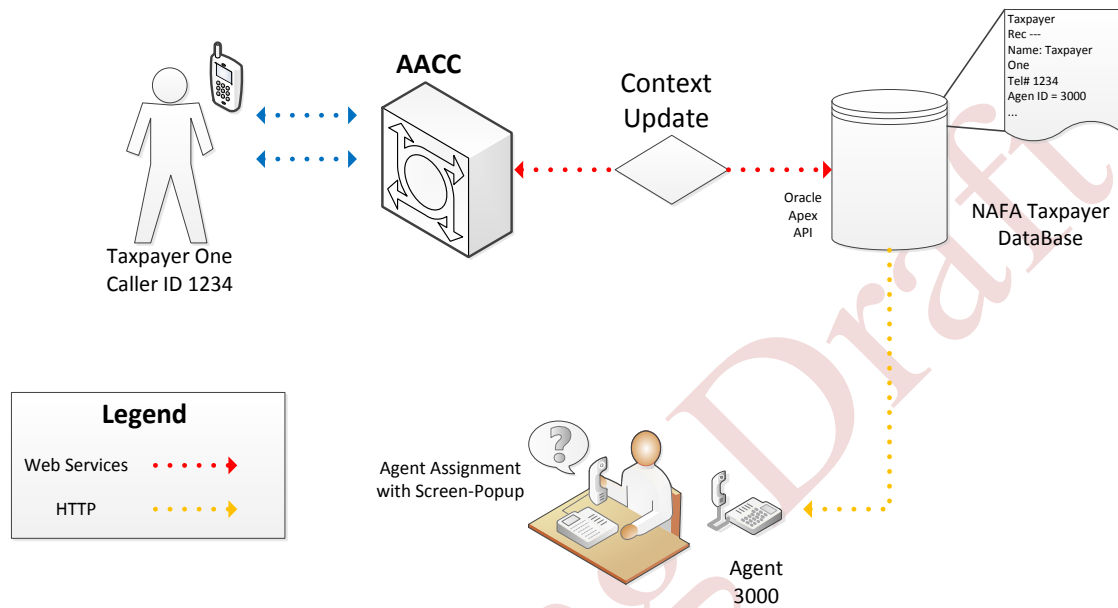 Taxpayer
Rec ---
Name: Taxpayer
One
Tel# 1234
Agen ID = 3000
...
AACC
Context
Update
Oracle
Apex
API
NAFA Taxpayer
DataBase
Taxpayer One
Caller ID 1234
Legend
Web Services
HTTP
Agent Assignment
with Screen-Popup
?
Agent
3000
Draft